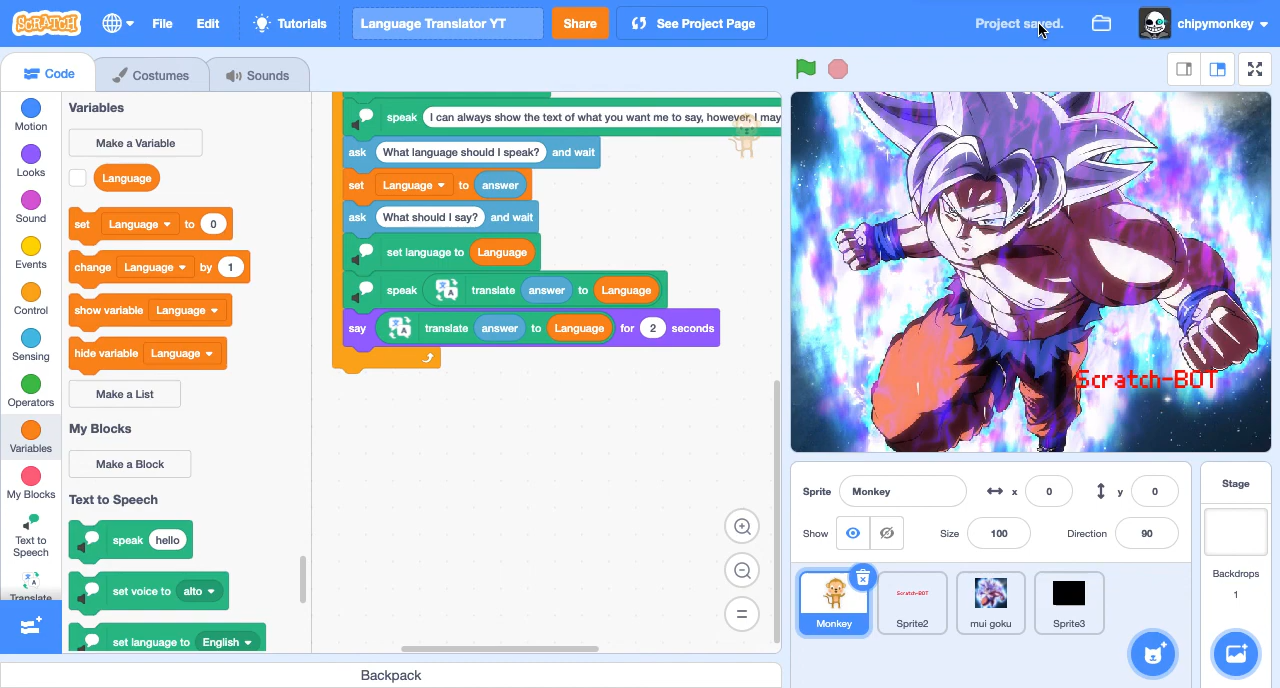 SCRATCH
File
Edit
Tutorials
Language Translator YT
Share
See Project Page
Project saved.
chipymonkey
Code
Costumes
Sounds
Motion
Looks
Sound
Events
Control
Sensing
Operators
Variables
My Blocks
Text to
Speech
Translate
Variables
Make a Variable
Language
set Language to 0
change Language by 1
show variable Language
hide variable Language
Make a List
My Blocks
Make a Block
Text to Speech
speak hello
set voice to alto
set language to English
speak I can always show the text of what you want me to say, however, I may
ask What language should I speak? and wait
set Language to answer
ask What should I say? and wait
set language to Language
speak translate answer to Language
say translate answer to Language for 2 seconds
Backpack
Scratch-BOT
Sprite Monkey x 0 y 0
Show Size 100 Direction 90
Monkey
Scratch-BOT
Sprite2
mui goku
Sprite3
Stage
Backdrops
1